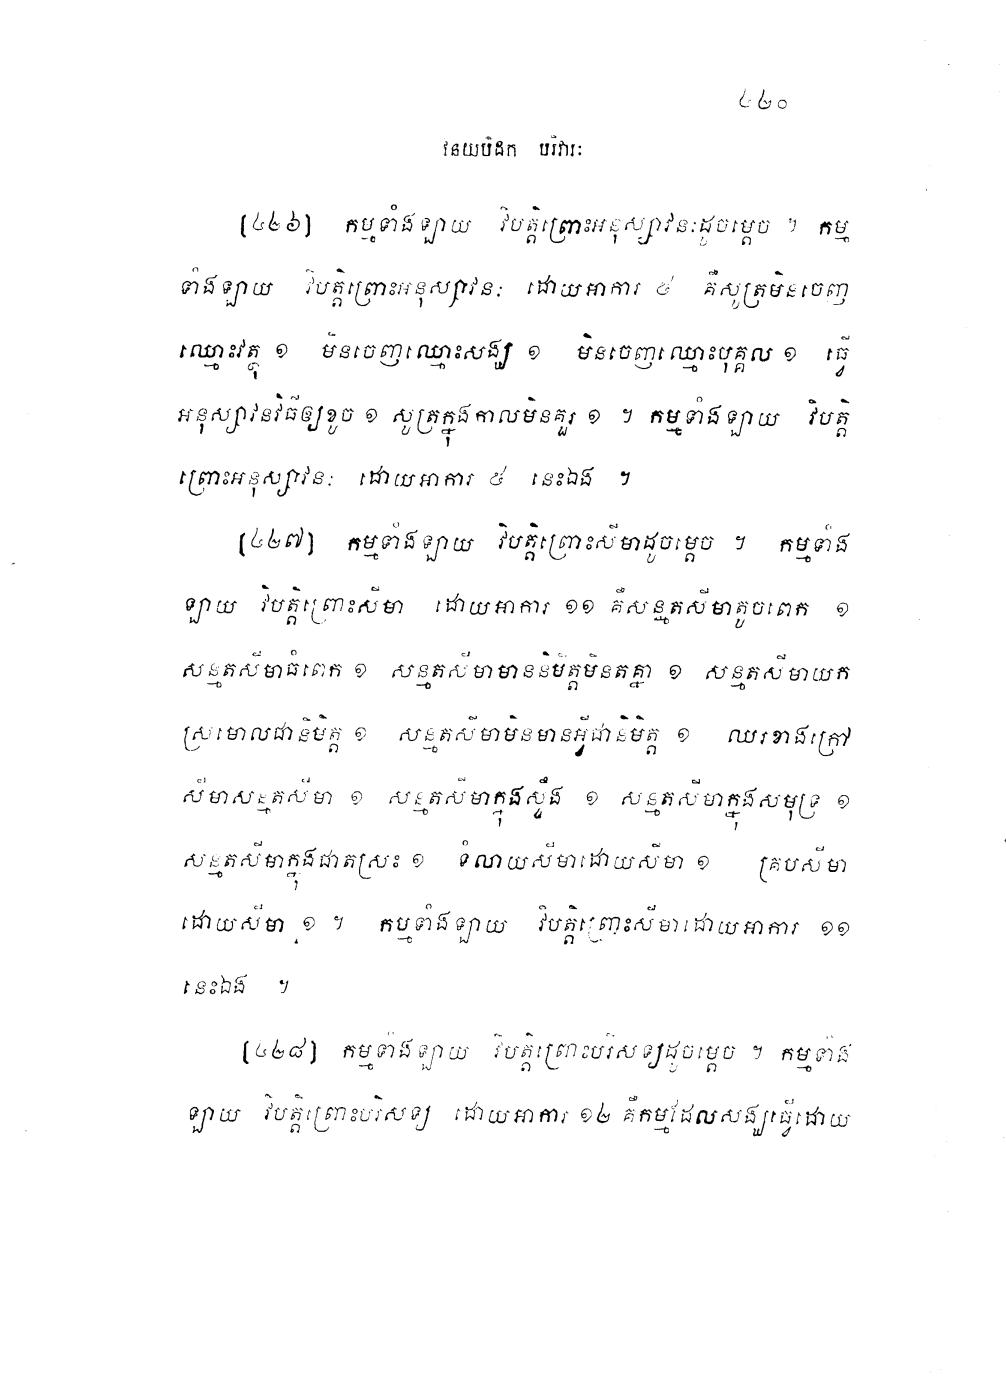 ៤២០
វិនយបិដក បរិវារៈ
[៤២៦] កម្មទាំងឡាយ វិបត្តិព្រោះអនុស្សាវនៈដូចម្តេច ។ កម្ម
ទាំងឡាយ វិបត្តិព្រោះអនុស្សាវនៈ ដោយអាការ ៥ គឺសូត្រមិនចេញ
ឈ្មោះវត្ថុ ១ មិនចេញឈ្មោះសង្ឃ ១ មិនចេញឈ្មោះបុគ្គល ១ ធ្វើ
អនុស្សាវនវិធីឲ្យខូច ១ សូត្រក្នុងកាលមិនគួរ ១ ។ កម្មទាំងឡាយ វិបត្តិ
ព្រោះអនុស្សាវនៈ ដោយអាការ ៥ នេះឯង ។
[៤២៧] កម្មទាំងឡាយ វិបត្តិព្រោះសីមាដូចម្តេច ។ កម្មទាំង
ឡាយ វិបត្តិព្រោះសីមា ដោយអាការ ១១ គឺសន្មតសីមាតូចពេក ១
សន្មតសីមាធំពេក ១ សន្មតសីមាមាននិមិត្តមិនតគ្នា ១ សន្មតសីមាយក
ស្រមោលជានិមិត្ត ១ សន្មតសីមាមិនមានអ្វីជានិមិត្ត ១ ឈរខាងក្រៅ
សីមាសន្មតសីមា ១ សន្មតសីមាក្នុងស្ទឹង ១ សន្មតសីមាក្នុងសមុទ្រ ១
សន្មតសីមាក្នុងជាតស្រះ ១ ទំលាយសីមាដោយសីមា ១ គ្របសីមា
ដោយសីមា ១ ។ កម្មទាំងឡាយ វិបត្តិព្រោះសីមាដោយអាការ ១១
នេះឯង ។
[៤២៨] កម្មទាំងឡាយ វិបត្តិព្រោះបរិសទ្យដូចម្តេច ។ កម្មទាំង
ឡាយ វិបត្តិព្រោះបរិសទ្យ ដោយអាការ ១២ គឺកម្មដែលសង្ឃធ្វើដោយ